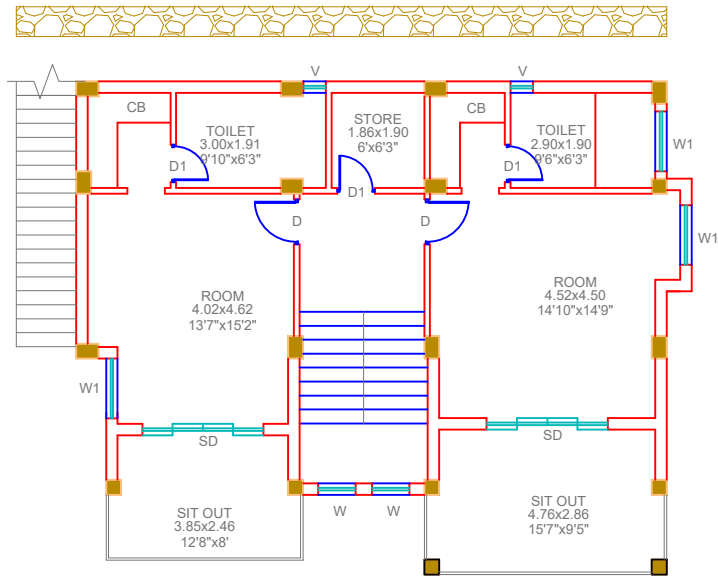 V
V
CB
CB
TOILET
3.00x1.91
9'10"x6'3"
STORE
1.86x1.90
6'x6'3"
TOILET
2.90x1.90
9'6"x6'3"
W1
D1
D1
D1
D
D
W1
ROOM
4.02x4.62
13'7"x15'2"
ROOM
4.52x4.50
14'10"x14'9"
W1
SD
SD
SIT OUT
3.85x2.46
12'8"x8'
W
W
SIT OUT
4.76x2.86
15'7"x9'5"